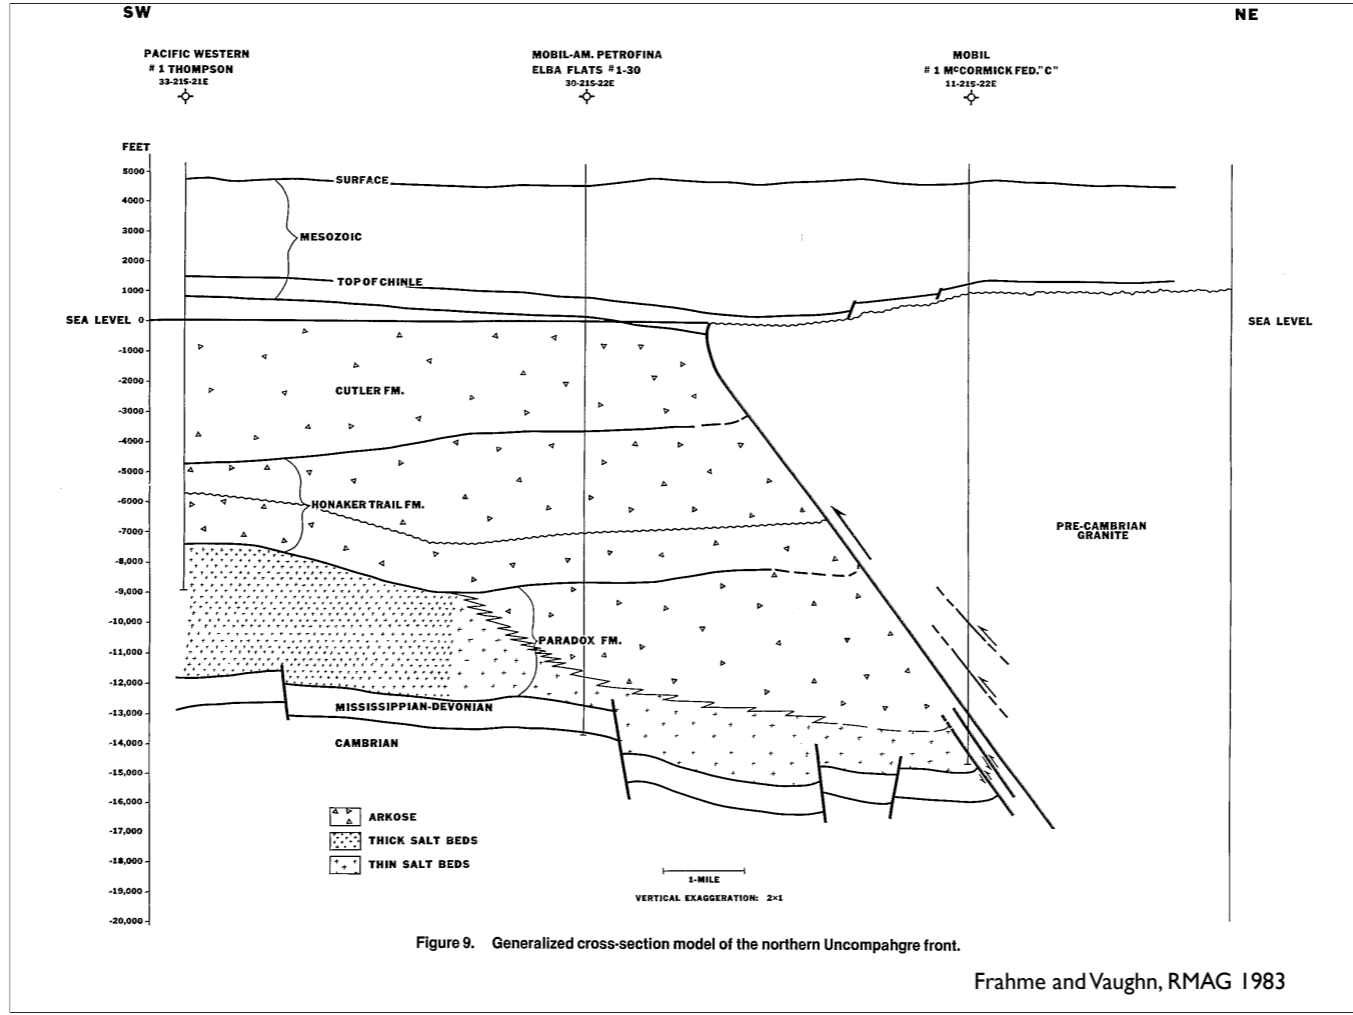 SW
NE
PACIFIC WESTERN
#1 THOMPSON
33-21S-21E
MOBIL-AM. PETROFINA
ELBA FLATS #1-30
30-21S-22E
MOBIL
#1 McCORMICK FED."C"
11-21S-22E
FEET
5000
4000
3000
2000
1000
SEA LEVEL 0
-1000
-2000
-3000
-4000
-5000
-6000
-7000
-8,000
-9,000
-10,000
-11,000
-12,000
-13,000
-14,000
-15,000
-16,000
-17,000
-18,000
-19,000
-20,000
SURFACE
MESOZOIC
TOP OF CHINLE
SEA LEVEL
CUTLER FM.
HONAKER TRAIL FM.
PRE-CAMBRIAN
GRANITE
PARADOX FM.
MISSISSIPPIAN-DEVONIAN
CAMBRIAN
ARKOSE
THICK SALT BEDS
THIN SALT BEDS
1-MILE
VERTICAL EXAGGERATION: 2×1
Figure 9. Generalized cross-section model of the northern Uncompahgre front.
Frahme and Vaughn, RMAG 1983